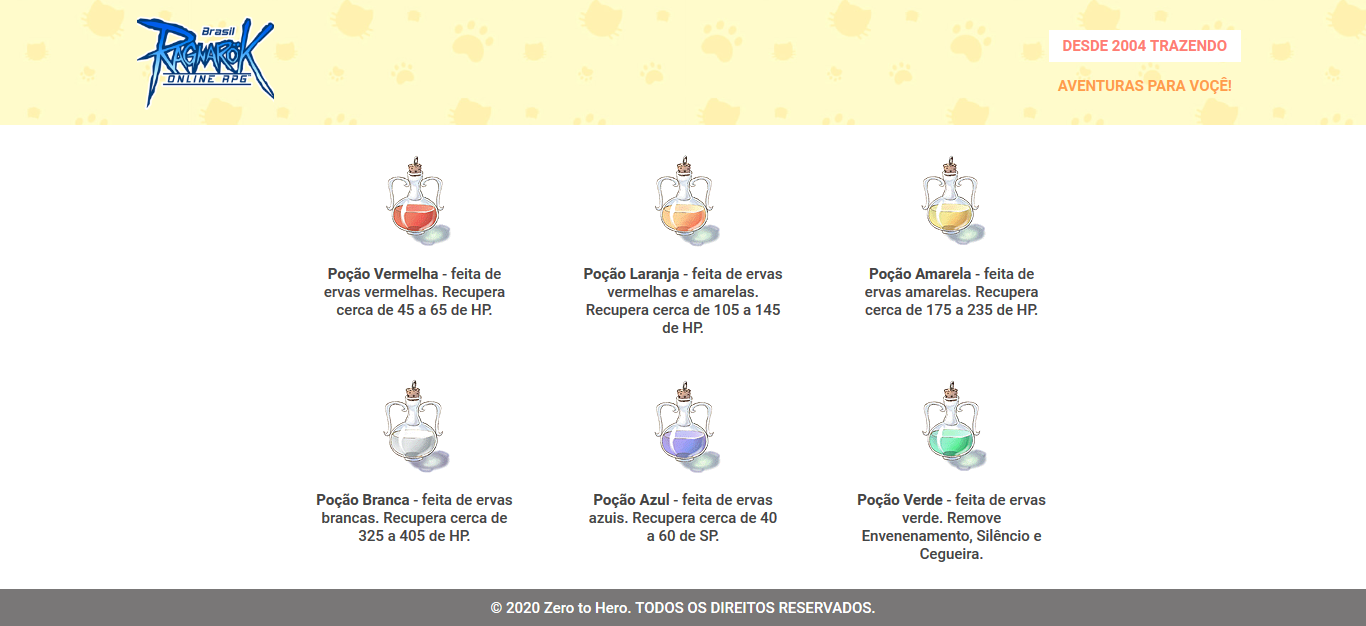 Brasil
RAGNARÖK
ONLINE RPG
DESDE 2004 TRAZENDO
AVENTURAS PARA VOÇÊ!
Poção Vermelha - feita de
ervas vermelhas. Recupera
cerca de 45 a 65 de HP.
Poção Laranja - feita de ervas
vermelhas e amarelas.
Recupera cerca de 105 a 145
de HP.
Poção Amarela - feita de
ervas amarelas. Recupera
cerca de 175 a 235 de HP.
Poção Branca - feita de ervas
brancas. Recupera cerca de
325 a 405 de HP.
Poção Azul - feita de ervas
azuis. Recupera cerca de 40
a 60 de SP.
Poção Verde - feita de ervas
verde. Remove
Envenenamento, Silêncio e
Cegueira.
© 2020 Zero to Hero. TODOS OS DIREITOS RESERVADOS.